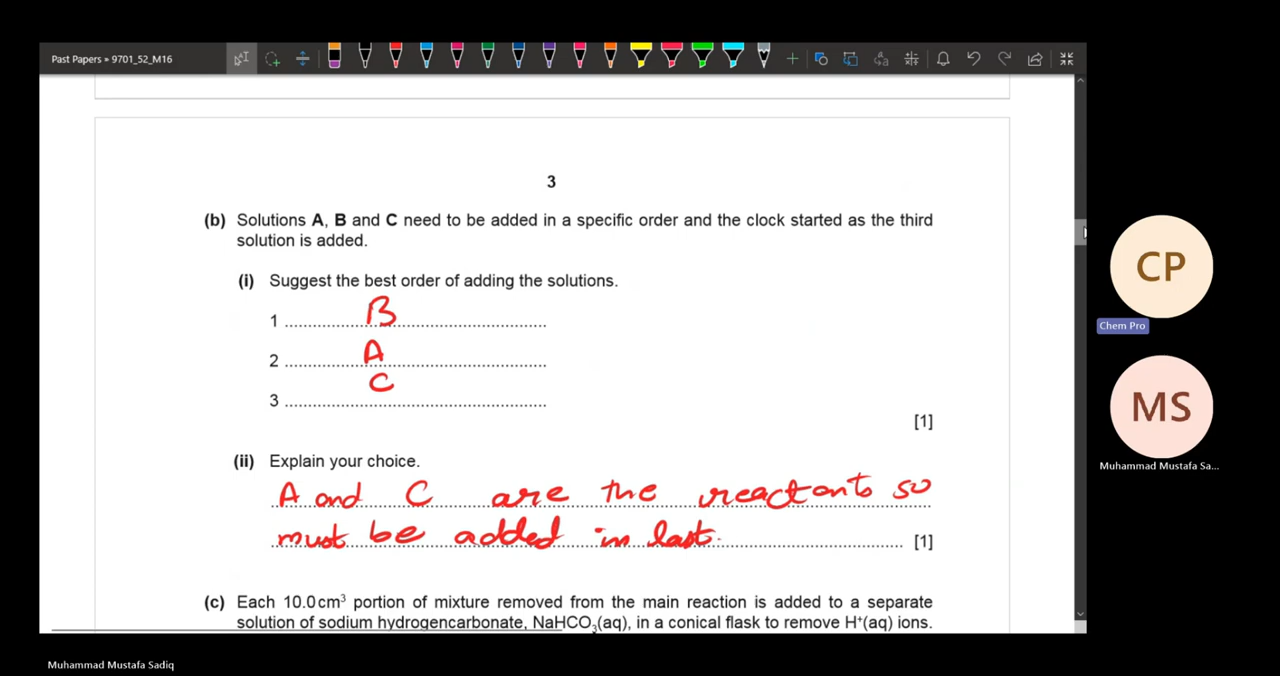 Past Papers » 9701_52_M16
3
(b) Solutions A, B and C need to be added in a specific order and the clock started as the third
solution is added.
(i) Suggest the best order of adding the solutions.
1 ........ B ........
2 ........ A ........
3 ........ C ........
[1]
(ii) Explain your choice.
A and C are the reactants so
must be added in last. [1]
(c) Each 10.0 cm³ portion of mixture removed from the main reaction is added to a separate
solution of sodium hydrogencarbonate, NaHCO₃(aq), in a conical flask to remove H⁺(aq) ions.
CP
Chem Pro
MS
Muhammad Mustafa Sa...
Muhammad Mustafa Sadiq